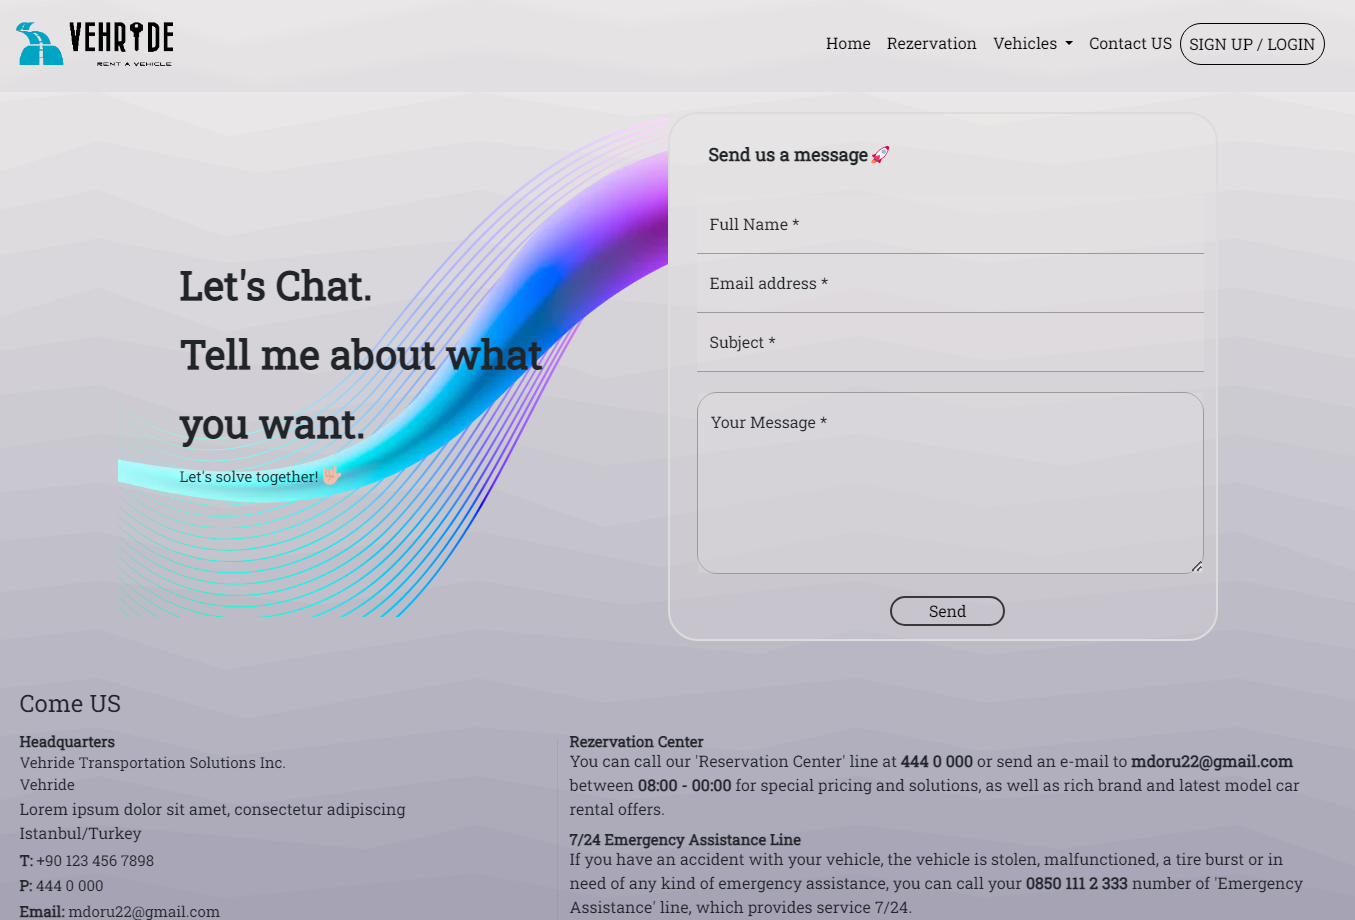 VEHRIDE
RENT A VEHICLE
Home Reservation Vehicles Contact US SIGN UP / LOGIN
Let's Chat.
Tell me about what
you want.
Let's solve together!
Send us a message
Full Name *
Email address *
Subject *
Your Message *
Send
Come US
Headquarters
Vehride Transportation Solutions Inc.
Vehride
Lorem ipsum dolor sit amet, consectetur adipiscing
Istanbul/Turkey
T: +90 123 456 7898
P: 444 0 000
Email: mdoru22@gmail.com
Rezervation Center
You can call our 'Reservation Center' line at 444 0 000 or send an e-mail to mdoru22@gmail.com
between 08:00 - 00:00 for special pricing and solutions, as well as rich brand and latest model car
rental offers.
7/24 Emergency Assistance Line
If you have an accident with your vehicle, the vehicle is stolen, malfunctioned, a tire burst or in
need of any kind of emergency assistance, you can call your 0850 111 2 333 number of 'Emergency
Assistance' line, which provides service 7/24.